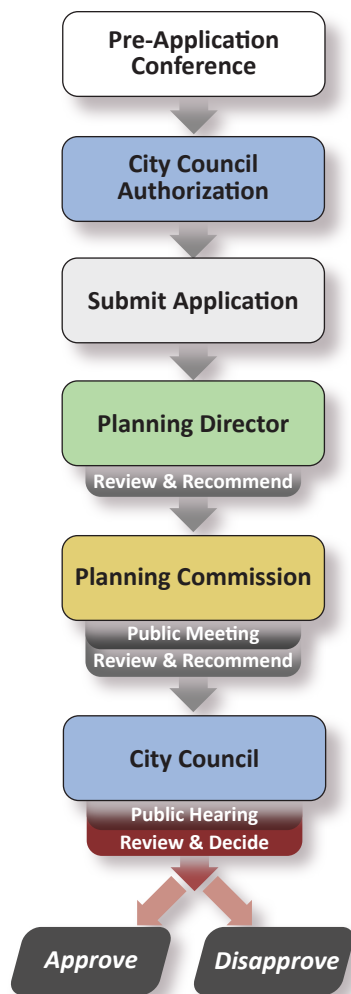 Pre-Application
Conference
City Council
Authorization
Submit Application
Planning Director
Review & Recommend
Planning Commission
Public Meeting
Review & Recommend
City Council
Public Hearing
Review & Decide
Approve
Disapprove